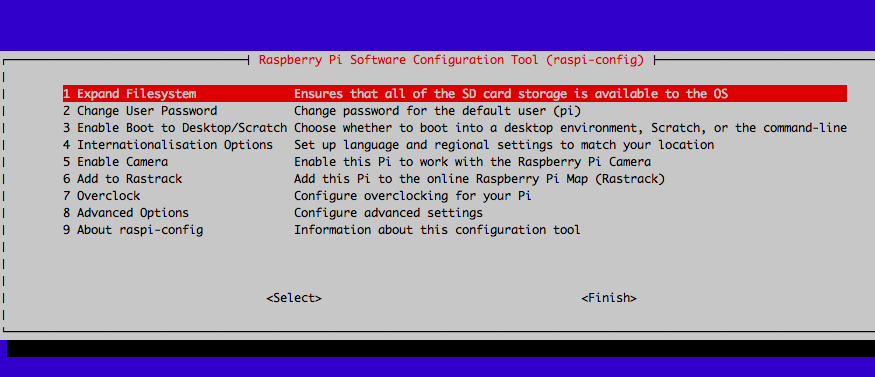 Raspberry Pi Software Configuration Tool (raspi-config)
1 Expand Filesystem Ensures that all of the SD card storage is available to the OS
2 Change User Password Change password for the default user (pi)
3 Enable Boot to Desktop/Scratch Choose whether to boot into a desktop environment, Scratch, or the command-line
4 Internationalisation Options Set up language and regional settings to match your location
5 Enable Camera Enable this Pi to work with the Raspberry Pi Camera
6 Add to Rastrack Add this Pi to the online Raspberry Pi Map (Rastrack)
7 Overclock Configure overclocking for your Pi
8 Advanced Options Configure advanced settings
9 About raspi-config Information about this configuration tool
<Select> <Finish>